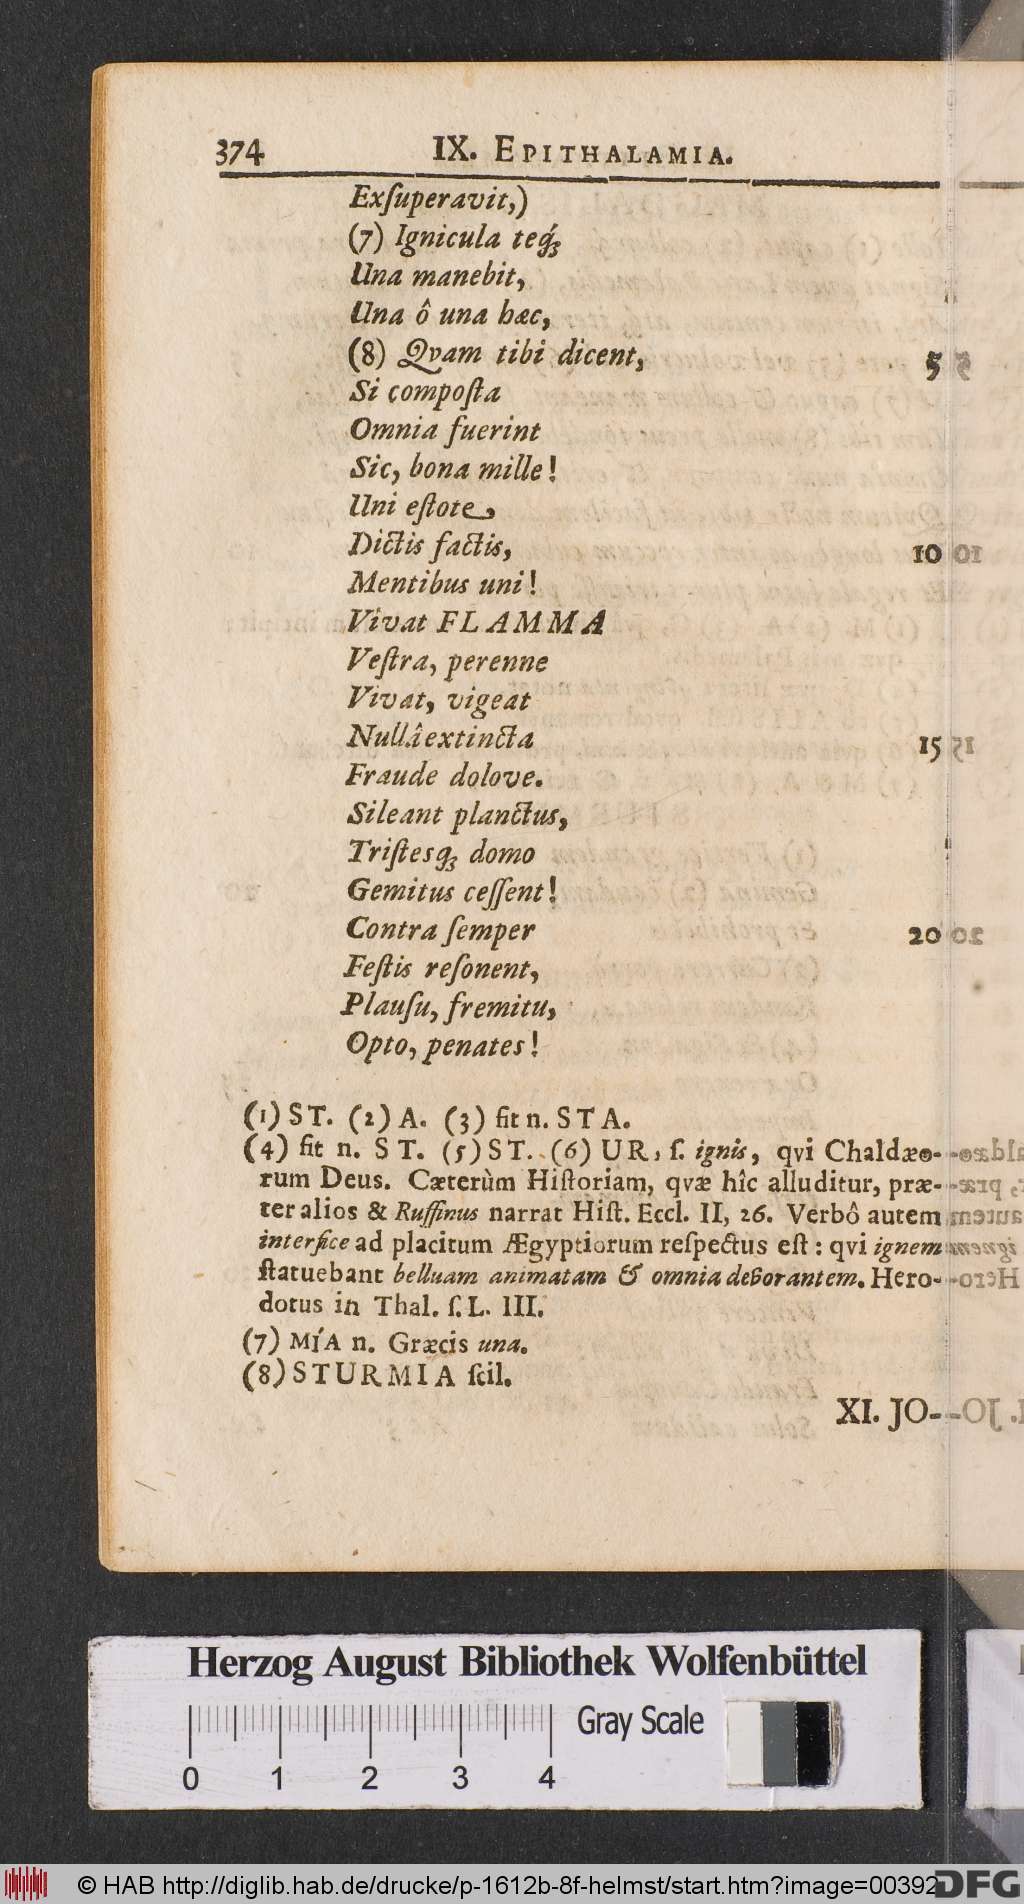 374 IX. EPITHALAMIA.
Exſuperavit,)
(7) Ignicula teq́ꝫ
Una manebit,
Una ô una hæc,
(8) Qvam tibi dicent, 5
Si compoſta
Omnia fuerint
Sic, bona mille!
Uni eſtote,
Dictis factis, 10
Mentibus uni!
Vivat FLAMMA
Veſtra, perenne
Vivat, vigeat
Nullâ extincta 15
Fraude dolove.
Sileant planctus,
Triſtesqꝫ domo
Gemitus ceſſent!
Contra ſemper 20
Feſtis reſonent,
Plauſu, fremitu,
Opto, penates!
(1) ST. (2) A. (3) fit n. STA.
(4) fit n. ST. (5) ST. (6) UR, ſ. ignis, qvi Chaldæo-
rum Deus. Cæterùm Hiſtoriam, qvæ hîc alluditur, præ-
ter alios & Ruffinus narrat Hiſt. Eccl. II, 26. Verbô autem
interfice ad placitum Ægyptiorum reſpectus eſt: qvi ignem
ſtatuebant belluam animatam & omnia devorantem. Hero-
dotus in Thal. ſ. L. III.
(7) MÍA n. Græcis una.
(8) STURMIA ſcil.
XI. JO-
Herzog August Bibliothek Wolfenbüttel
Gray Scale
0 1 2 3 4
© HAB http://diglib.hab.de/drucke/p-1612b-8f-helmst/start.htm?image=00392
DFG